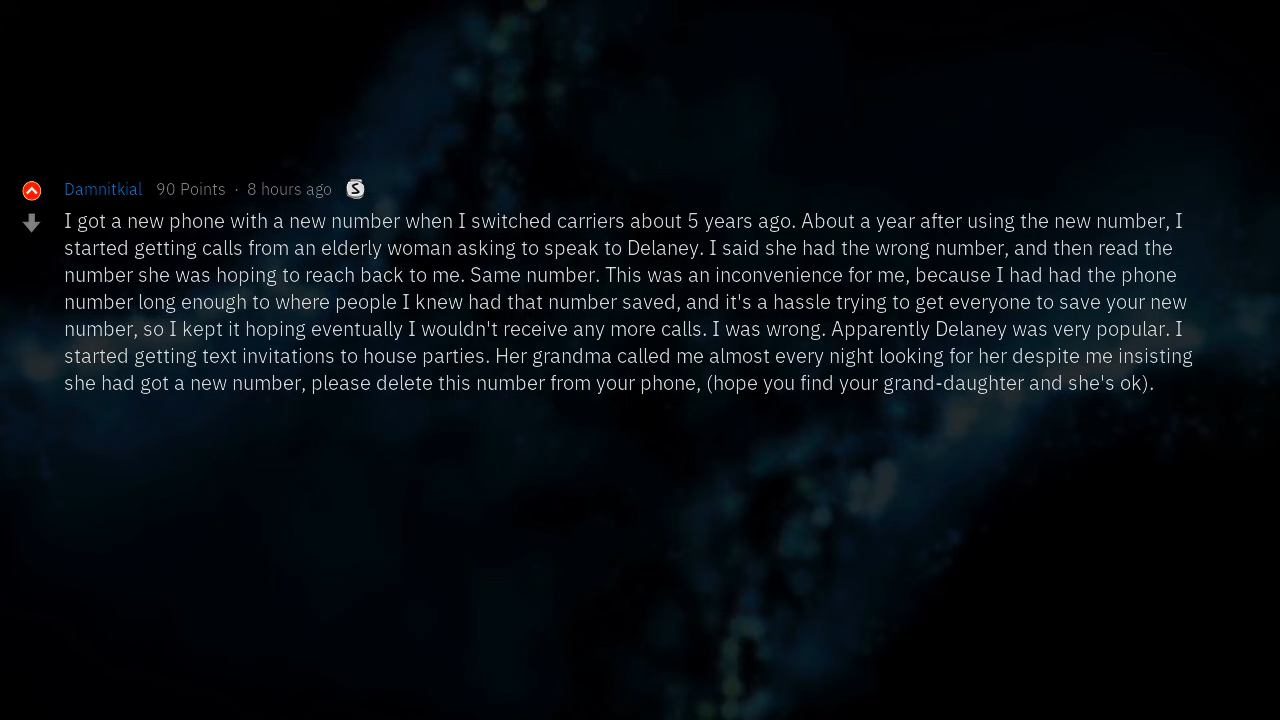 Damnitkial 90 Points · 8 hours ago S
I got a new phone with a new number when I switched carriers about 5 years ago. About a year after using the new number, I
started getting calls from an elderly woman asking to speak to Delaney. I said she had the wrong number, and then read the
number she was hoping to reach back to me. Same number. This was an inconvenience for me, because I had had the phone
number long enough to where people I knew had that number saved, and it's a hassle trying to get everyone to save your new
number, so I kept it hoping eventually I wouldn't receive any more calls. I was wrong. Apparently Delaney was very popular. I
started getting text invitations to house parties. Her grandma called me almost every night looking for her despite me insisting
she had got a new number, please delete this number from your phone, (hope you find your grand-daughter and she's ok).